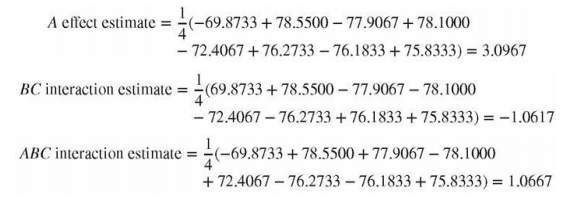 A effect estimate = 1/4(−69.8733 + 78.5500 − 77.9067 + 78.1000
− 72.4067 + 76.2733 − 76.1833 + 75.8333) = 3.0967
BC interaction estimate = 1/4(69.8733 + 78.5500 − 77.9067 − 78.1000
− 72.4067 − 76.2733 + 76.1833 + 75.8333) = −1.0617
ABC interaction estimate = 1/4(−69.8733 + 78.5500 + 77.9067 − 78.1000
+ 72.4067 − 76.2733 − 76.1833 + 75.8333) = 1.0667